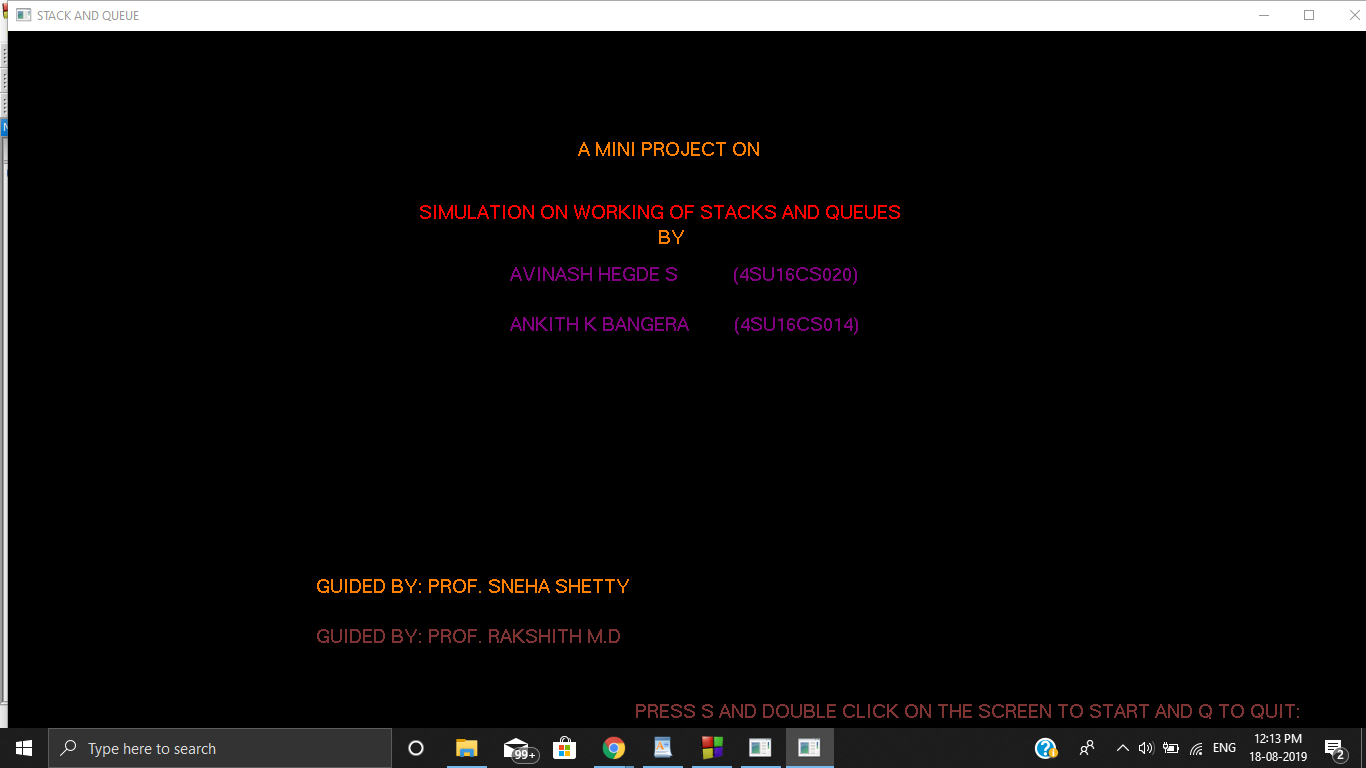 STACK AND QUEUE
A MINI PROJECT ON
SIMULATION ON WORKING OF STACKS AND QUEUES
BY
AVINASH HEGDE S (4SU16CS020)
ANKITH K BANGERA (4SU16CS014)
GUIDED BY: PROF. SNEHA SHETTY
GUIDED BY: PROF. RAKSHITH M.D
PRESS S AND DOUBLE CLICK ON THE SCREEN TO START AND Q TO QUIT:
Type here to search
99+
ENG
12:13 PM
18-08-2019
2